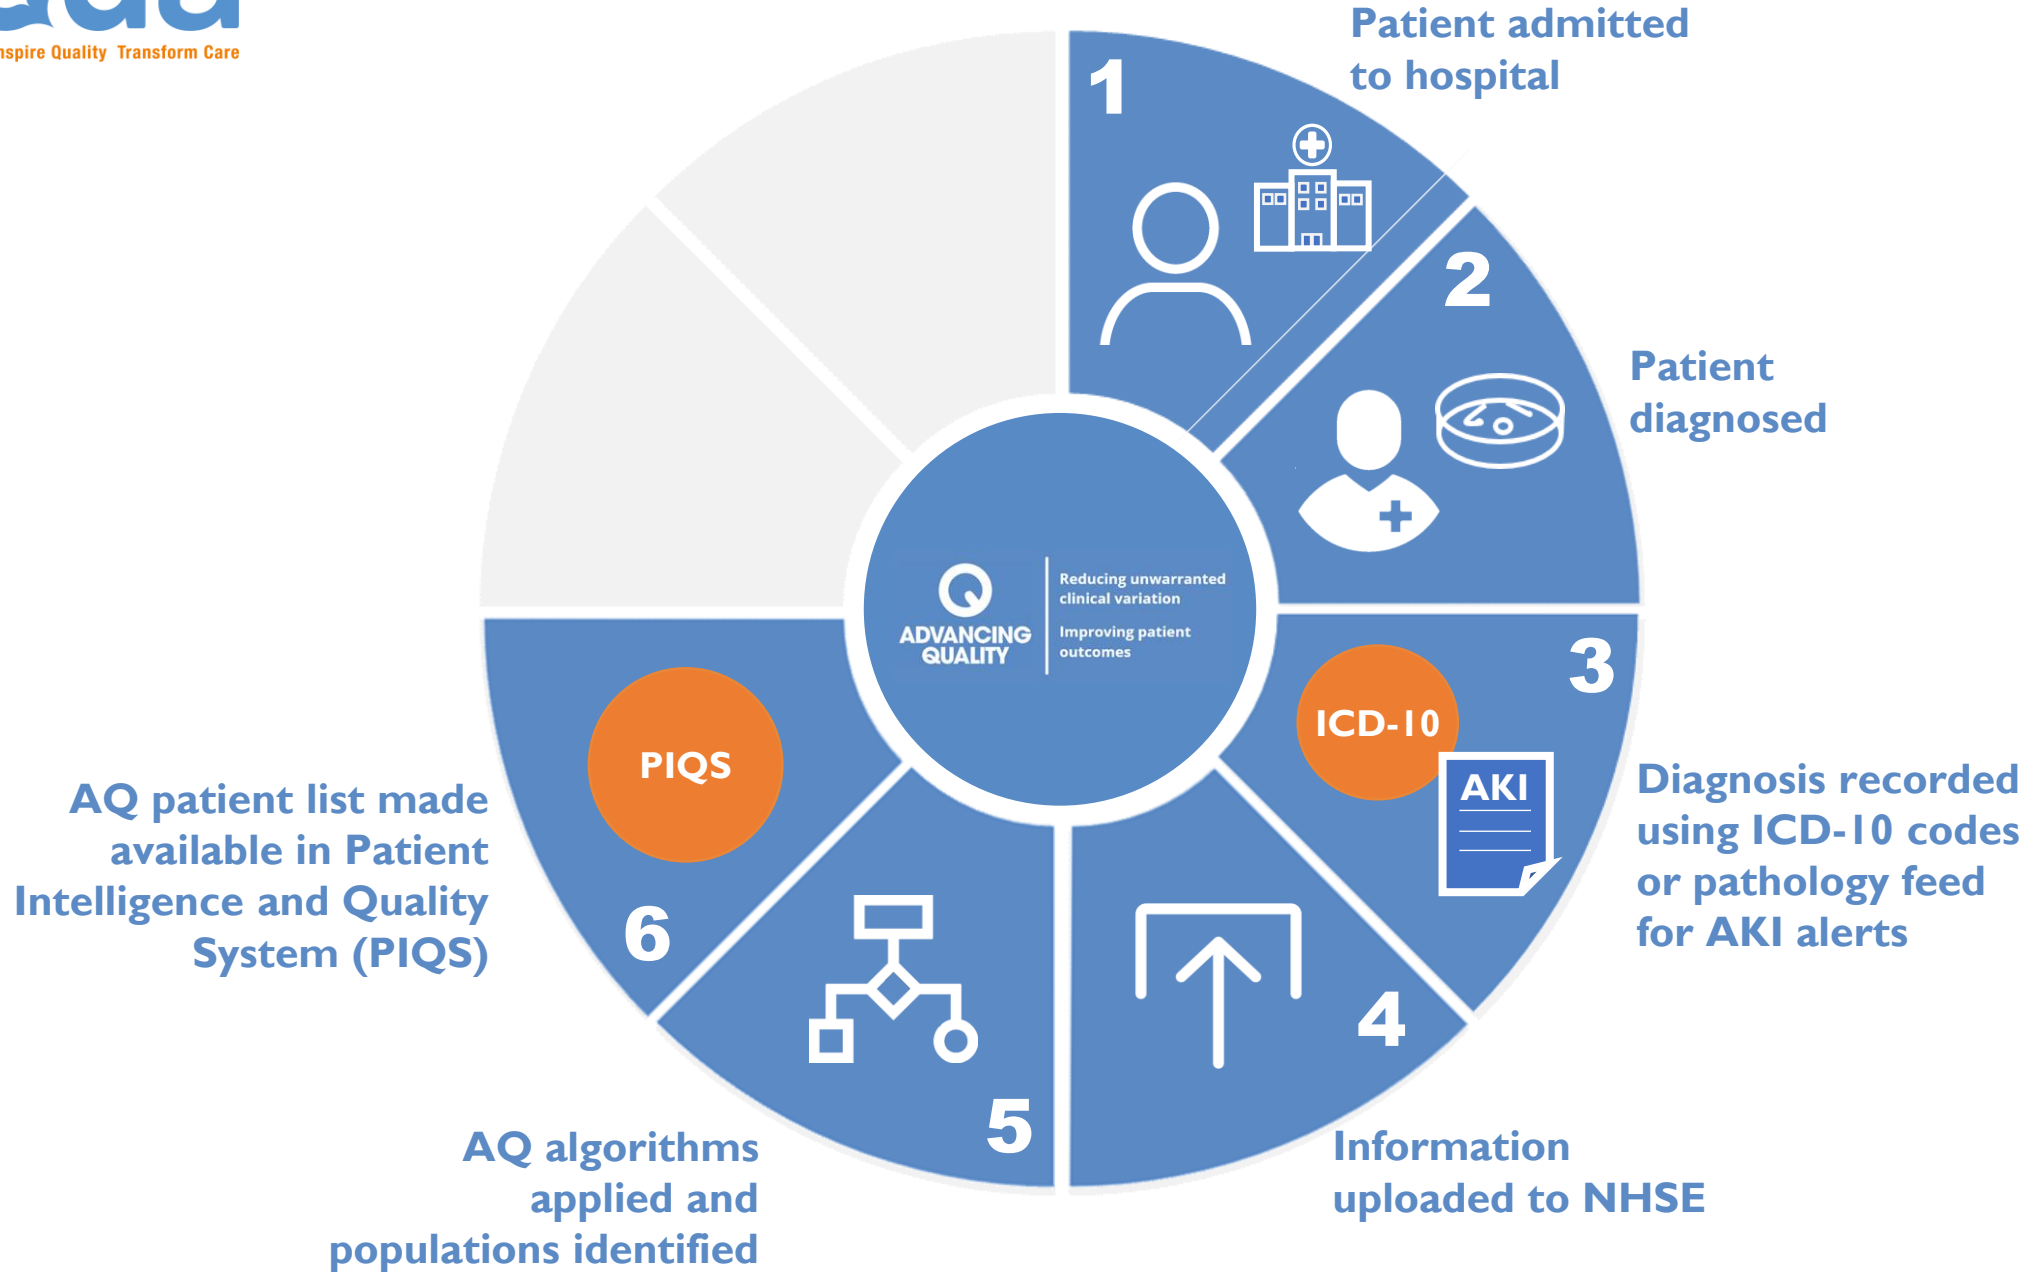 Inspire Quality Transform Care
1
Patient admitted
to hospital
2
Patient
diagnosed
3
ICD-10
AKI
Diagnosis recorded
using ICD-10 codes
or pathology feed
for AKI alerts
4
Information
uploaded to NHSE
5
AQ algorithms
applied and
populations identified
6
PIQS
AQ patient list made
available in Patient
Intelligence and Quality
System (PIQS)
ADVANCING
QUALITY
Reducing unwarranted
clinical variation
Improving patient
outcomes